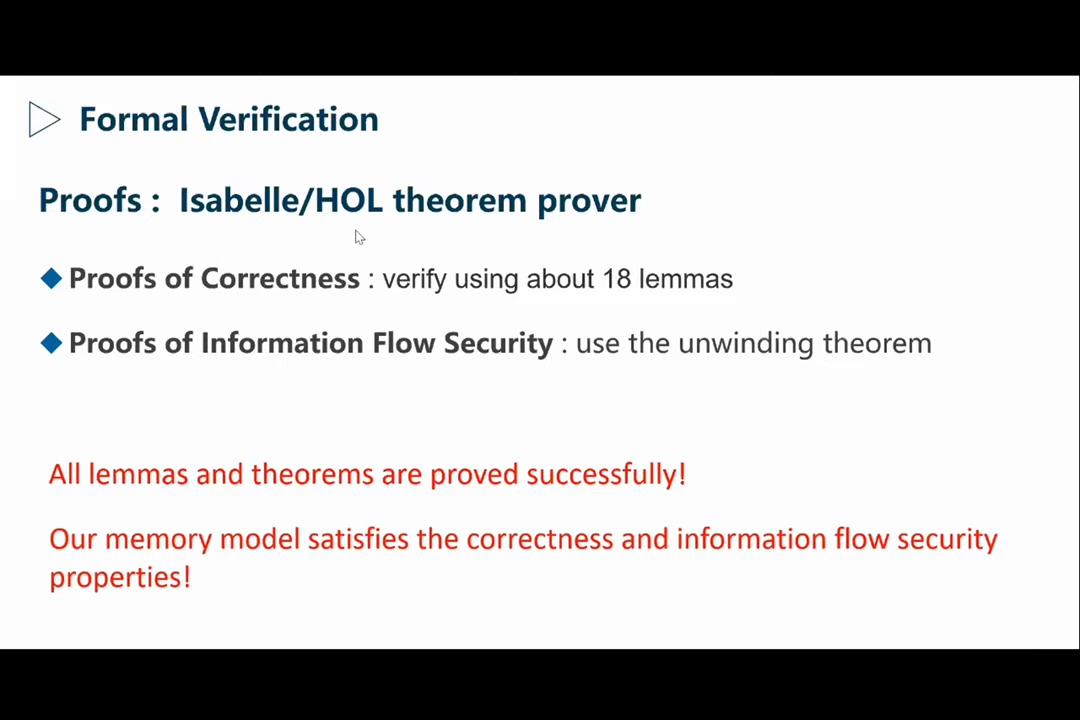 Formal Verification
Proofs : Isabelle/HOL theorem prover
Proofs of Correctness : verify using about 18 lemmas
Proofs of Information Flow Security : use the unwinding theorem
All lemmas and theorems are proved successfully!
Our memory model satisfies the correctness and information flow security
properties!